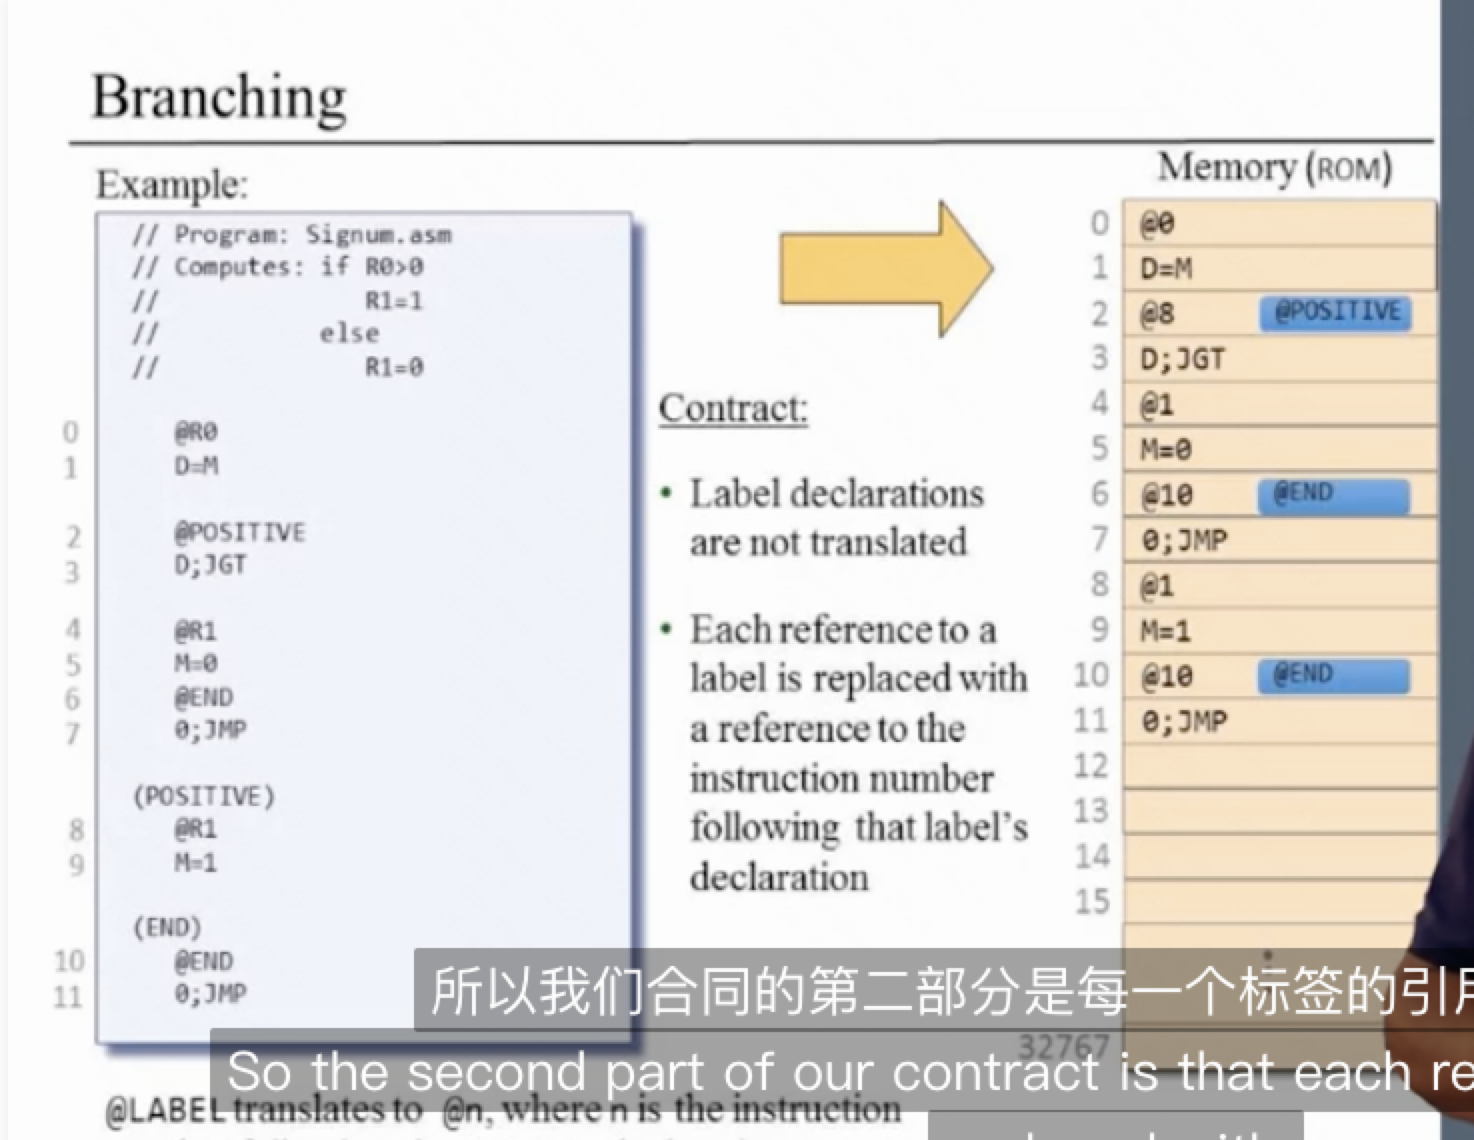 Branching
Example:
// Program: Signum.asm
// Computes: if R0>0
// R1=1
// else
// R1=0
0 @R0
1 D=M
2 @POSITIVE
3 D;JGT
4 @R1
5 M=0
6 @END
7 0;JMP
(POSITIVE)
8 @R1
9 M=1
(END)
10 @END
11 0;JMP
Contract:
• Label declarations
are not translated
• Each reference to a
label is replaced with
a reference to the
instruction number
following that label's
declaration
Memory (ROM)
0 @0
1 D=M
2 @8 @POSITIVE
3 D;JGT
4 @1
5 M=0
6 @10 @END
7 0;JMP
8 @1
9 M=1
10 @10 @END
11 0;JMP
12
13
14
15
32767
所以我们合同的第二部分是每一个标签的引用
So the second part of our contract is that each re
@LABEL translates to @n, where n is the instruction